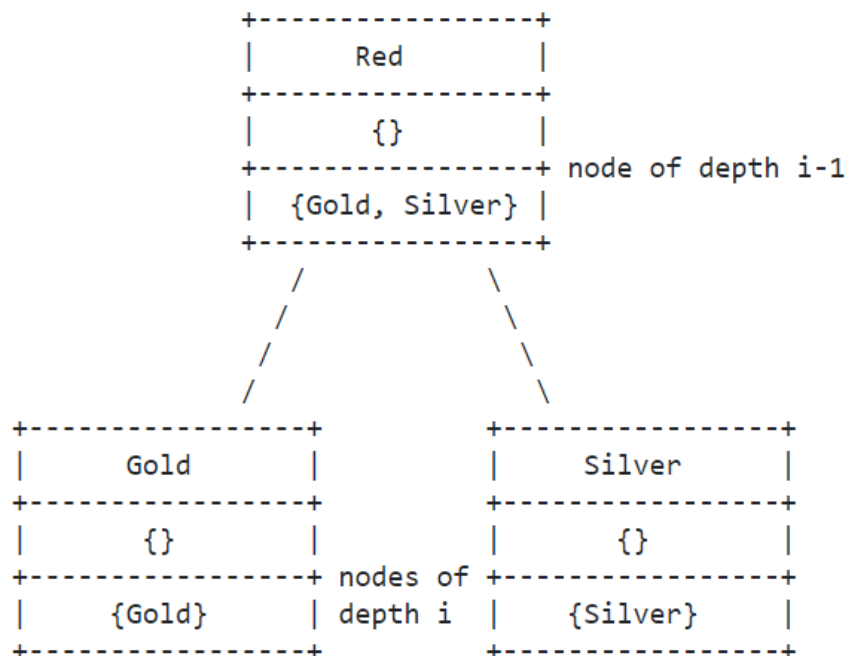 Red
{}
node of depth i-1
{Gold, Silver}
Gold
Silver
{}
{}
nodes of
{Gold}
depth i
{Silver}